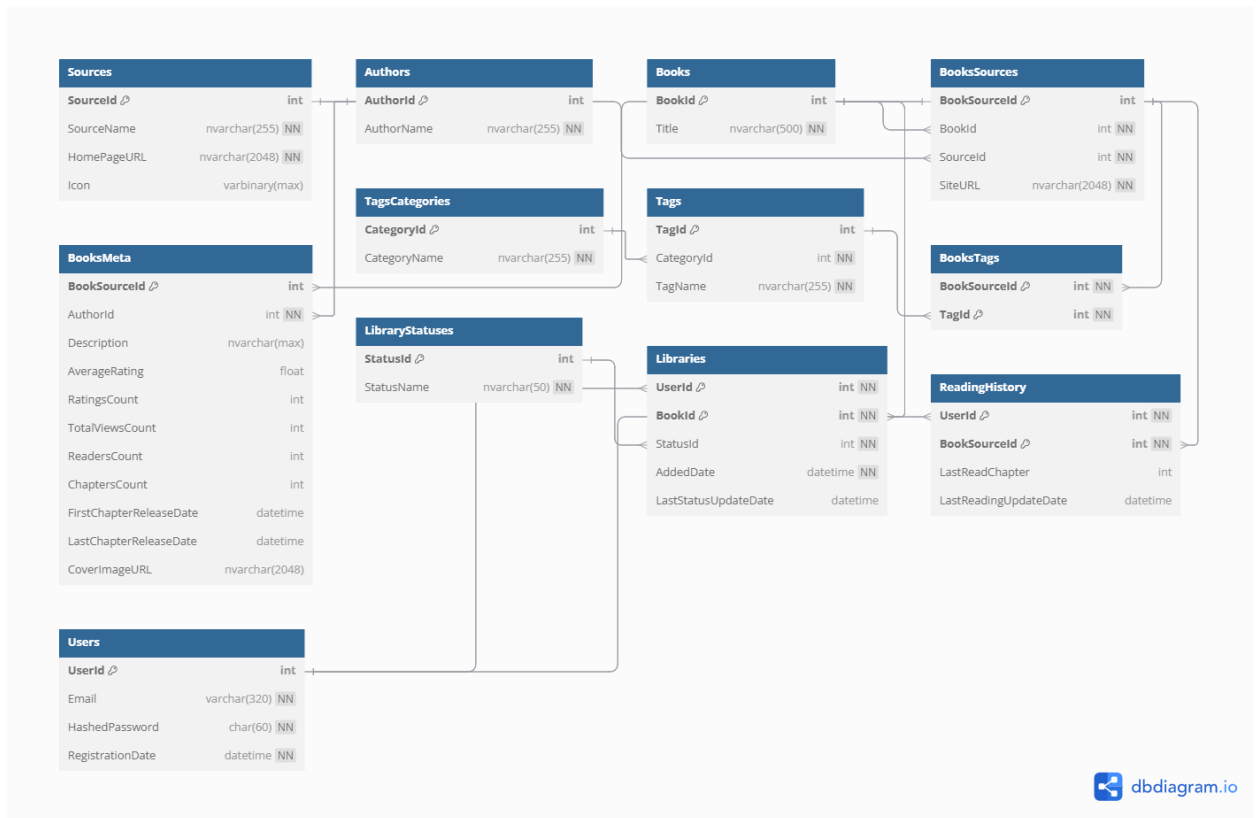 Sources
SourceId int
SourceName nvarchar(255) NN
HomePageURL nvarchar(2048) NN
Icon varbinary(max)
Authors
AuthorId int
AuthorName nvarchar(255) NN
Books
BookId int
Title nvarchar(500) NN
BooksSources
BookSourceId int
BookId int NN
SourceId int NN
SiteURL nvarchar(2048) NN
TagsCategories
CategoryId int
CategoryName nvarchar(255) NN
Tags
TagId int
CategoryId int NN
TagName nvarchar(255) NN
BooksMeta
BookSourceId int
AuthorId int NN
Description nvarchar(max)
AverageRating float
RatingsCount int
TotalViewsCount int
ReadersCount int
ChaptersCount int
FirstChapterReleaseDate datetime
LastChapterReleaseDate datetime
CoverImageURL nvarchar(2048)
BooksTags
BookSourceId int NN
TagId int NN
LibraryStatuses
StatusId int
StatusName nvarchar(50) NN
Libraries
UserId int NN
BookId int NN
StatusId int NN
AddedDate datetime NN
LastStatusUpdateDate datetime
ReadingHistory
UserId int NN
BookSourceId int NN
LastReadChapter int
LastReadingUpdateDate datetime
Users
UserId int
Email varchar(320) NN
HashedPassword char(60) NN
RegistrationDate datetime NN
dbdiagram.io